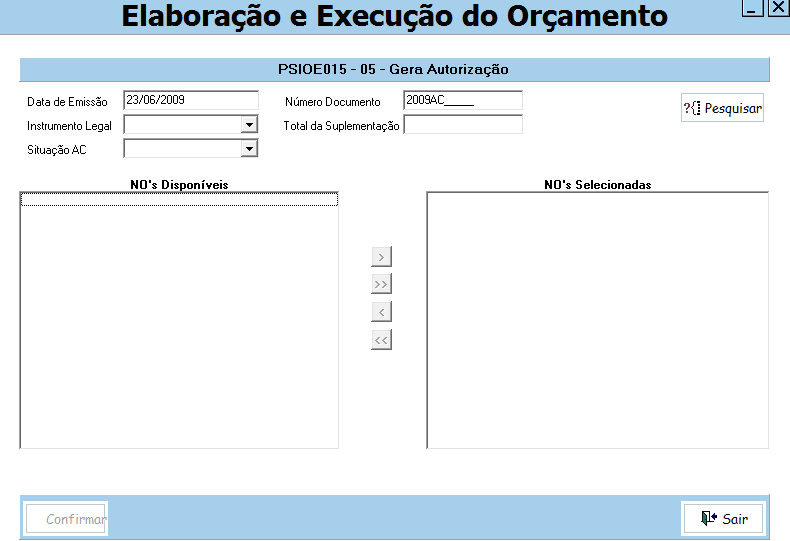 Elaboração e Execução do Orçamento
PSIOE015 - 05 - Gera Autorização
Data de Emissão 23/06/2009 Número Documento 2009AC_____
?{ Pesquisar
Instrumento Legal Total da Suplementação
Situação AC
NO's Disponíveis NO's Selecionadas
>
>>
<
<<
Confirmar Sair